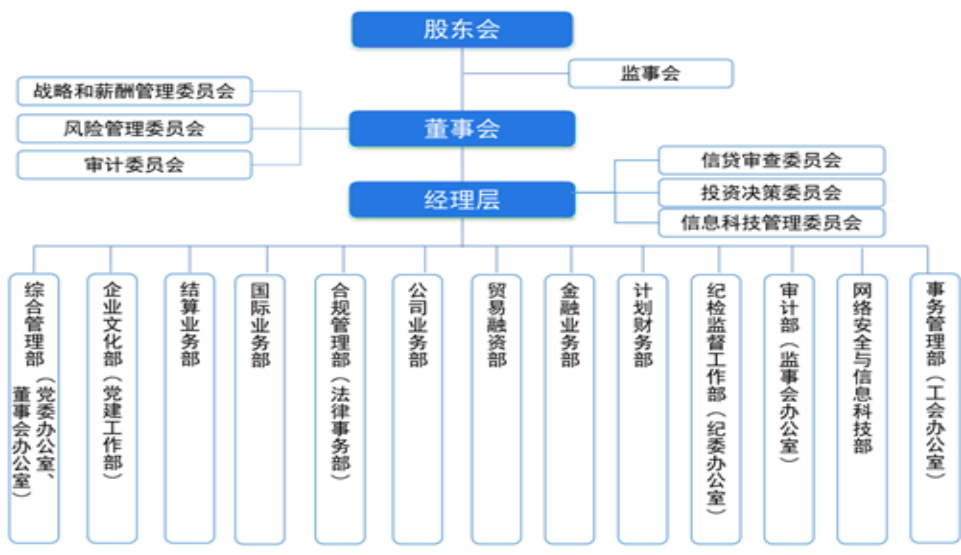 股东会
监事会
战略和薪酬管理委员会
风险管理委员会
审计委员会
董事会
经理层
信贷审查委员会
投资决策委员会
信息科技管理委员会
综合管理部
（党委办公室、
董事会办公室）
企业文化部（党建工作部）
结算业务部
国际业务部
合规管理部（法律事务部）
公司业务部
贸易融资部
金融业务部
计划财务部
纪检监督工作部（纪委办公室）
审计部（监事会办公室）
网络安全与信息科技部
事务管理部（工会办公室）